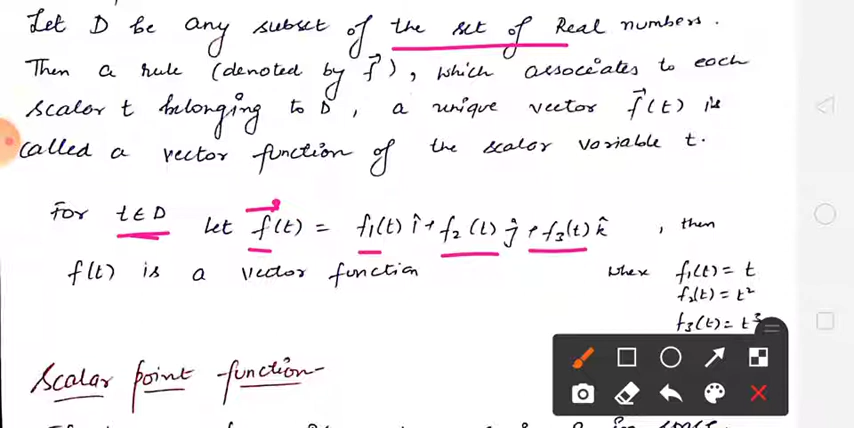 Let D be any subset of the set of Real numbers.
Then a rule (denoted by f⃗), which associates to each
scalar t belonging to D, a unique vector f⃗(t) is
called a vector function of the scalar variable t.
For t∈D let f⃗(t) = f₁(t) î + f₂(t) ĵ + f₃(t) k̂ , then
f(t) is a vector function
where f₁(t) = t
f₂(t) = t²
f₃(t) = t³
Scalar point function-